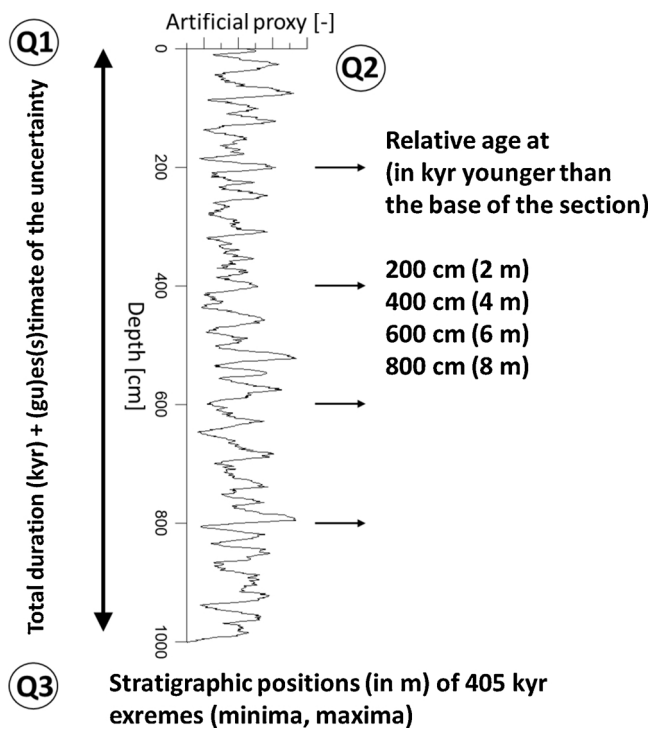 Artificial proxy [-]
Q1
Q2
0
200
400
600
800
1000
Depth [cm]
Total duration (kyr) + (gu)es(s)timate of the uncertainty
Relative age at
(in kyr younger than
the base of the section)
200 cm (2 m)
400 cm (4 m)
600 cm (6 m)
800 cm (8 m)
Q3
Stratigraphic positions (in m) of 405 kyr
exremes (minima, maxima)